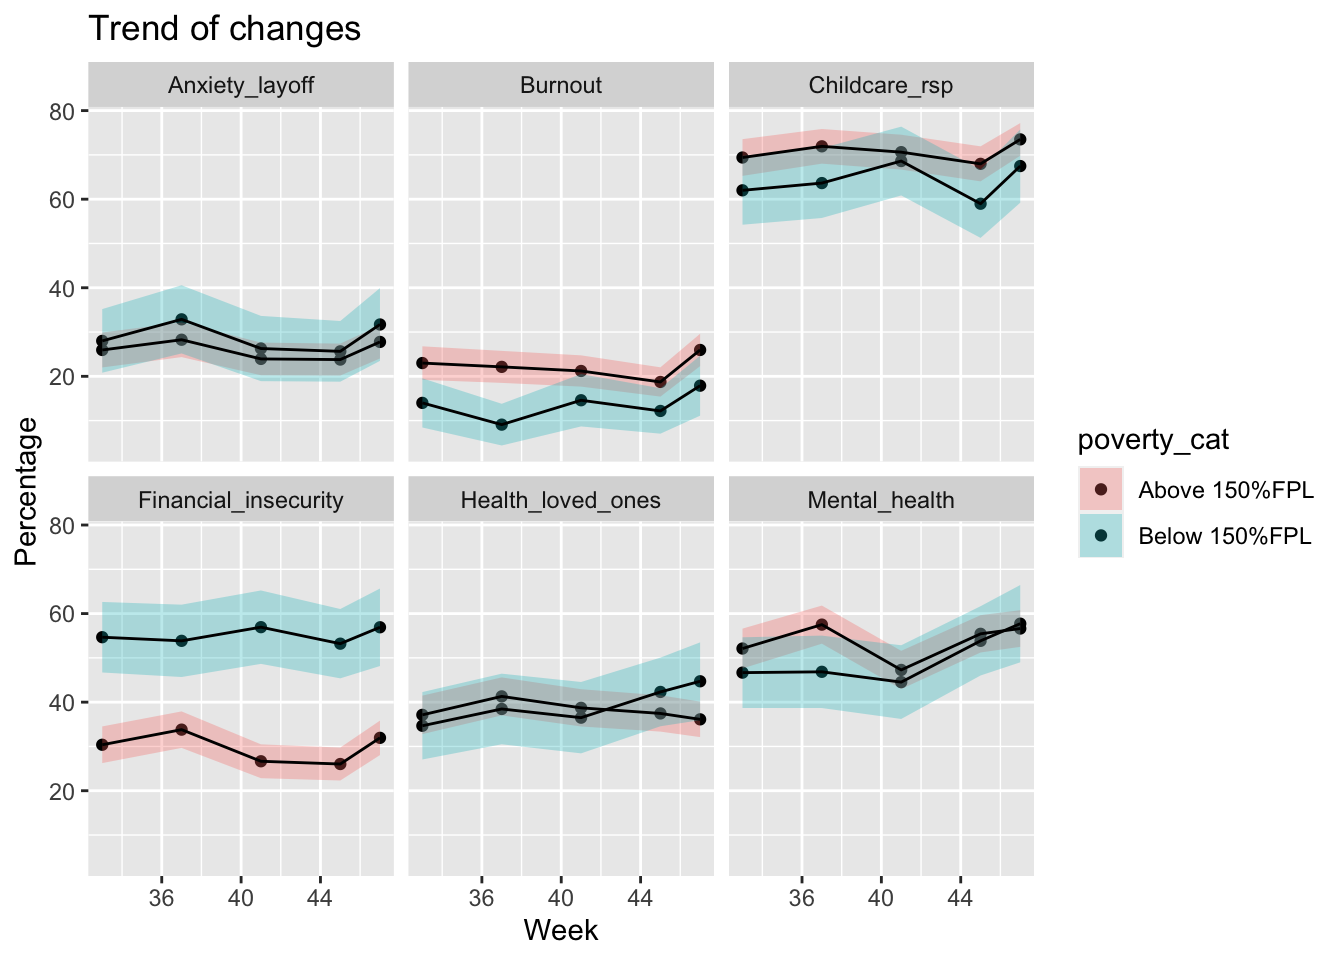 Trend of changes
Anxiety_layoff
Burnout
Childcare_rsp
80
60
40
20
Financial_insecurity
Health_loved_ones
Mental_health
80
60
40
20
36
40
44
36
40
44
36
40
44
Week
Percentage
poverty_cat
Above 150%FPL
Below 150%FPL